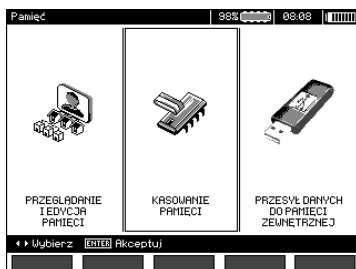 Pamięć 98% 08:08
PRZEGLĄDANIE
I EDYCJA
PAMIĘCI
KASOWANIE
PAMIĘCI
PRZESYŁ DANYCH
DO PAMIĘCI
ZEWNĘTRZNEJ
Wybierz ENTER Akceptuj